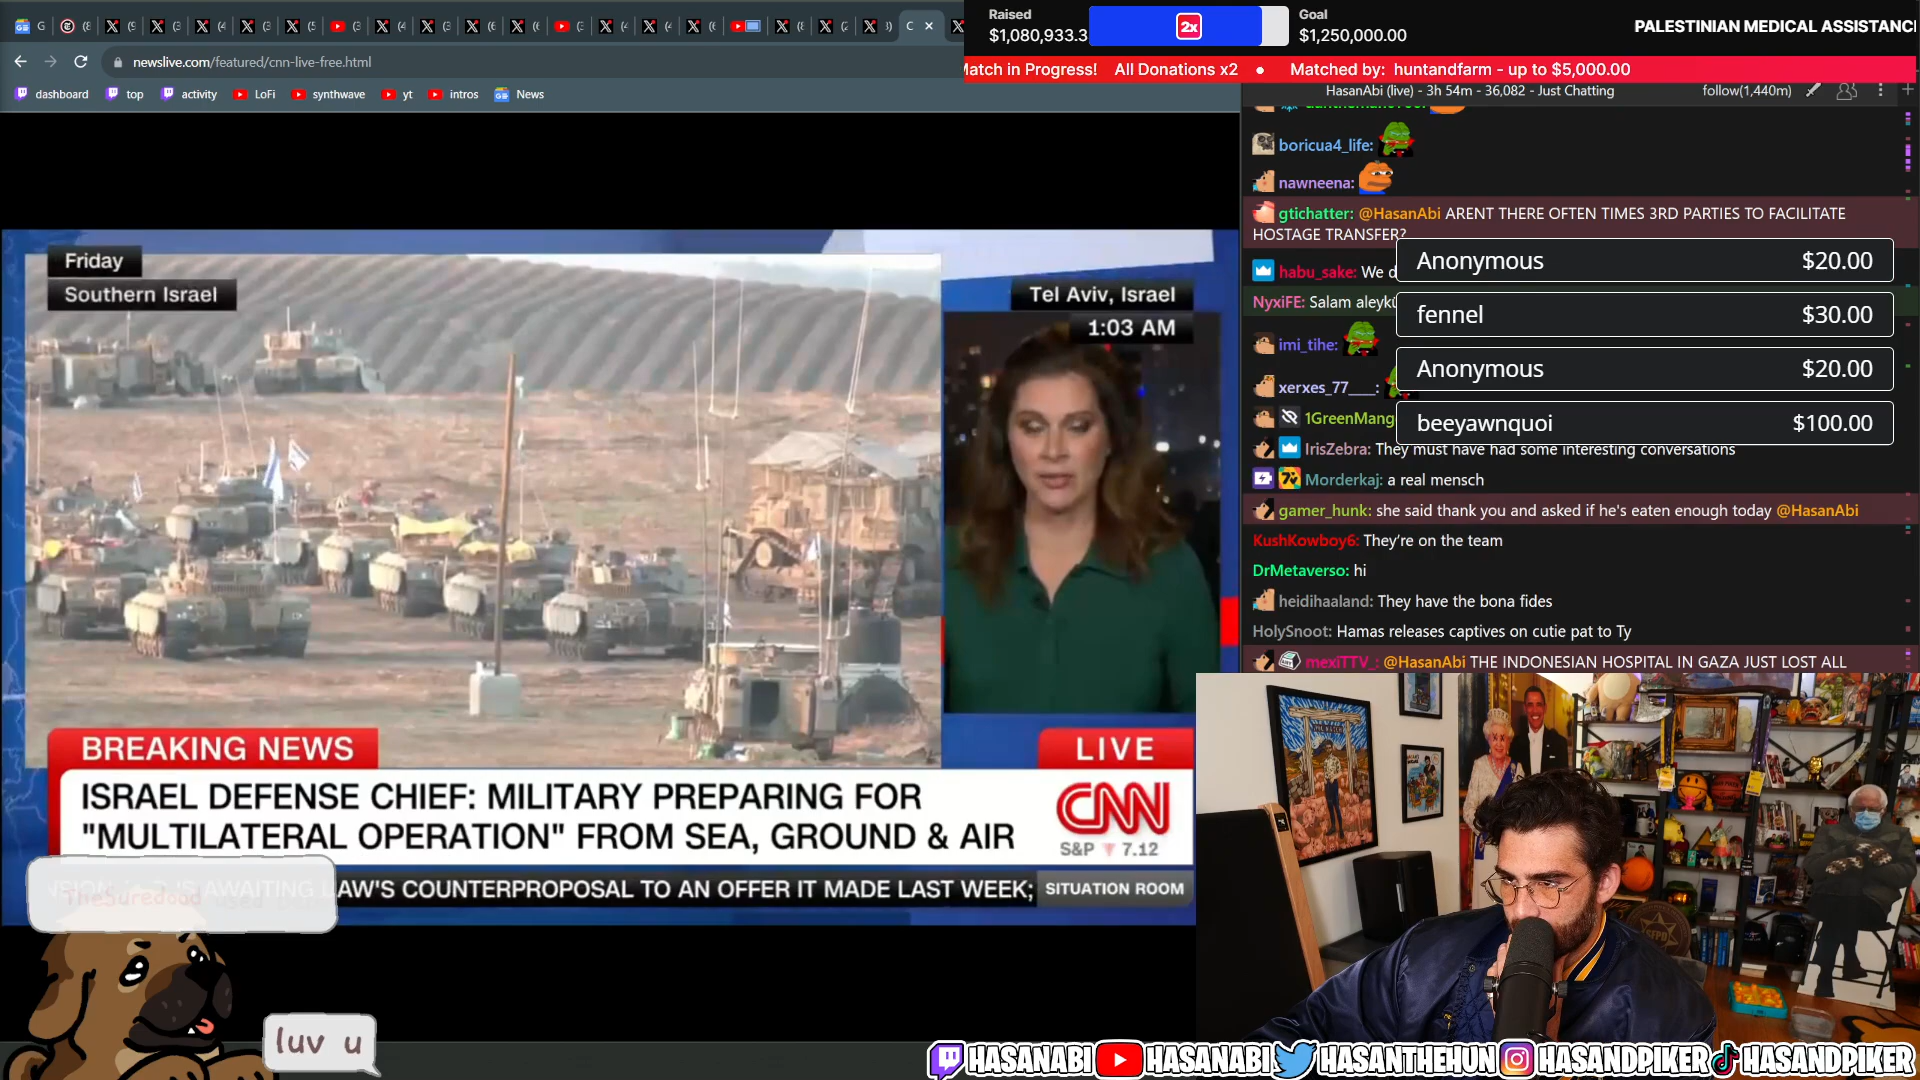 Raised
$1,080,933.3
2x
Goal
$1,250,000.00
PALESTINIAN MEDICAL ASSISTANC
Match in Progress! All Donations x2 • Matched by: huntandfarm - up to $5,000.00
newslive.com/featured/cnn-live-free.html
dashboard top activity LoFi synthwave yt intros News
HasanAbi (live) - 3h 54m - 36,082 - Just Chatting follow(1,440m)
boricua4_life:
nawneena:
gtichatter: @HasanAbi ARENT THERE OFTEN TIMES 3RD PARTIES TO FACILITATE
HOSTAGE TRANSFER?
habu_sake: We d
NyxiFE: Salam aleykü
imi_tihe:
xerxes_77____:
1GreenMang
Anonymous $20.00
fennel $30.00
Anonymous $20.00
beeyawnquoi $100.00
IrisZebra: They must have had some interesting conversations
Morderkaj: a real mensch
gamer_hunk: she said thank you and asked if he's eaten enough today @HasanAbi
KushKowboy6: They're on the team
DrMetaverso: hi
heidihaaland: They have the bona fides
HolySnoot: Hamas releases captives on cutie pat to Ty
mexiTTV_: @HasanAbi THE INDONESIAN HOSPITAL IN GAZA JUST LOST ALL
Friday
Southern Israel
Tel Aviv, Israel
1:03 AM
BREAKING NEWS
LIVE
ISRAEL DEFENSE CHIEF: MILITARY PREPARING FOR
"MULTILATERAL OPERATION" FROM SEA, GROUND & AIR
CNN
S&P ▼ 7.12
AWAITING AW'S COUNTERPROPOSAL TO AN OFFER IT MADE LAST WEEK;
SITUATION ROOM
TheSuredoad used
luv u
HASANABI HASANABI HASANTHEHUN HASANDPIKER HASANDPIKER